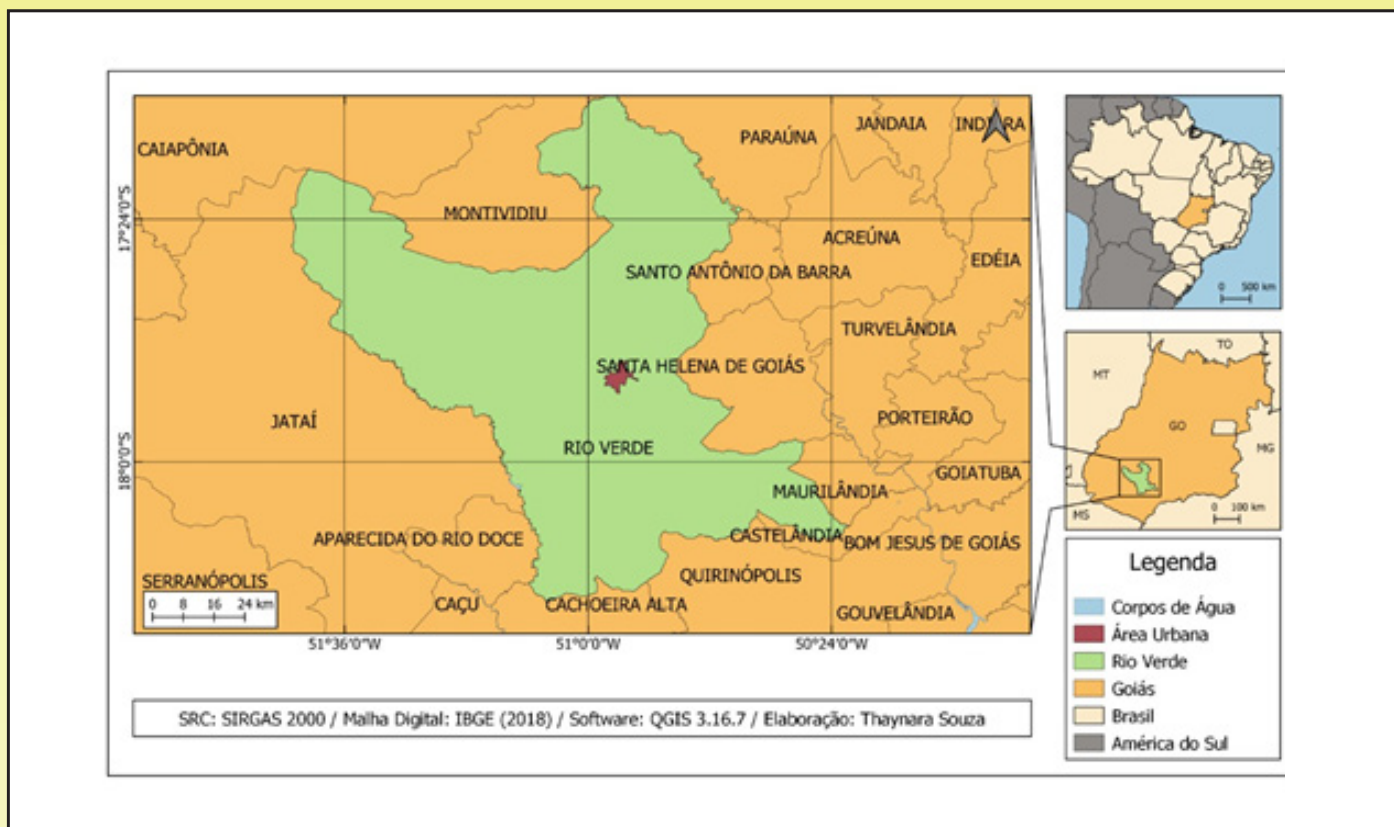 CAIAPÔNIA
PARAÚNA
JANDAIA
MONTIVIDIU
17°24'0"S
ACREÚNA
EDÉIA
SANTO ANTÔNIO DA BARRA
TURVELÂNDIA
SANTA HELENA DE GOIÁS
JATAÍ
PORTEIRÃO
RIO VERDE
18°0'0"S
GOIATUBA
MAURILÂNDIA
APARECIDA DO RIO DOCE
CASTELÂNDIA
BOM JESUS DE GOIÁS
SERRANÓPOLIS
QUIRINÓPOLIS
CAÇU
CACHOEIRA ALTA
GOUVELÂNDIA
0 8 16 24 km
51°36'0"W
51°0'0"W
50°24'0"W
0 500 km
TO
MT
GO
MG
MS
0 100 km
Legenda
Corpos de Água
Área Urbana
Rio Verde
Goiás
Brasil
América do Sul
SRC: SIRGAS 2000 / Malha Digital: IBGE (2018) / Software: QGIS 3.16.7 / Elaboração: Thaynara Souza